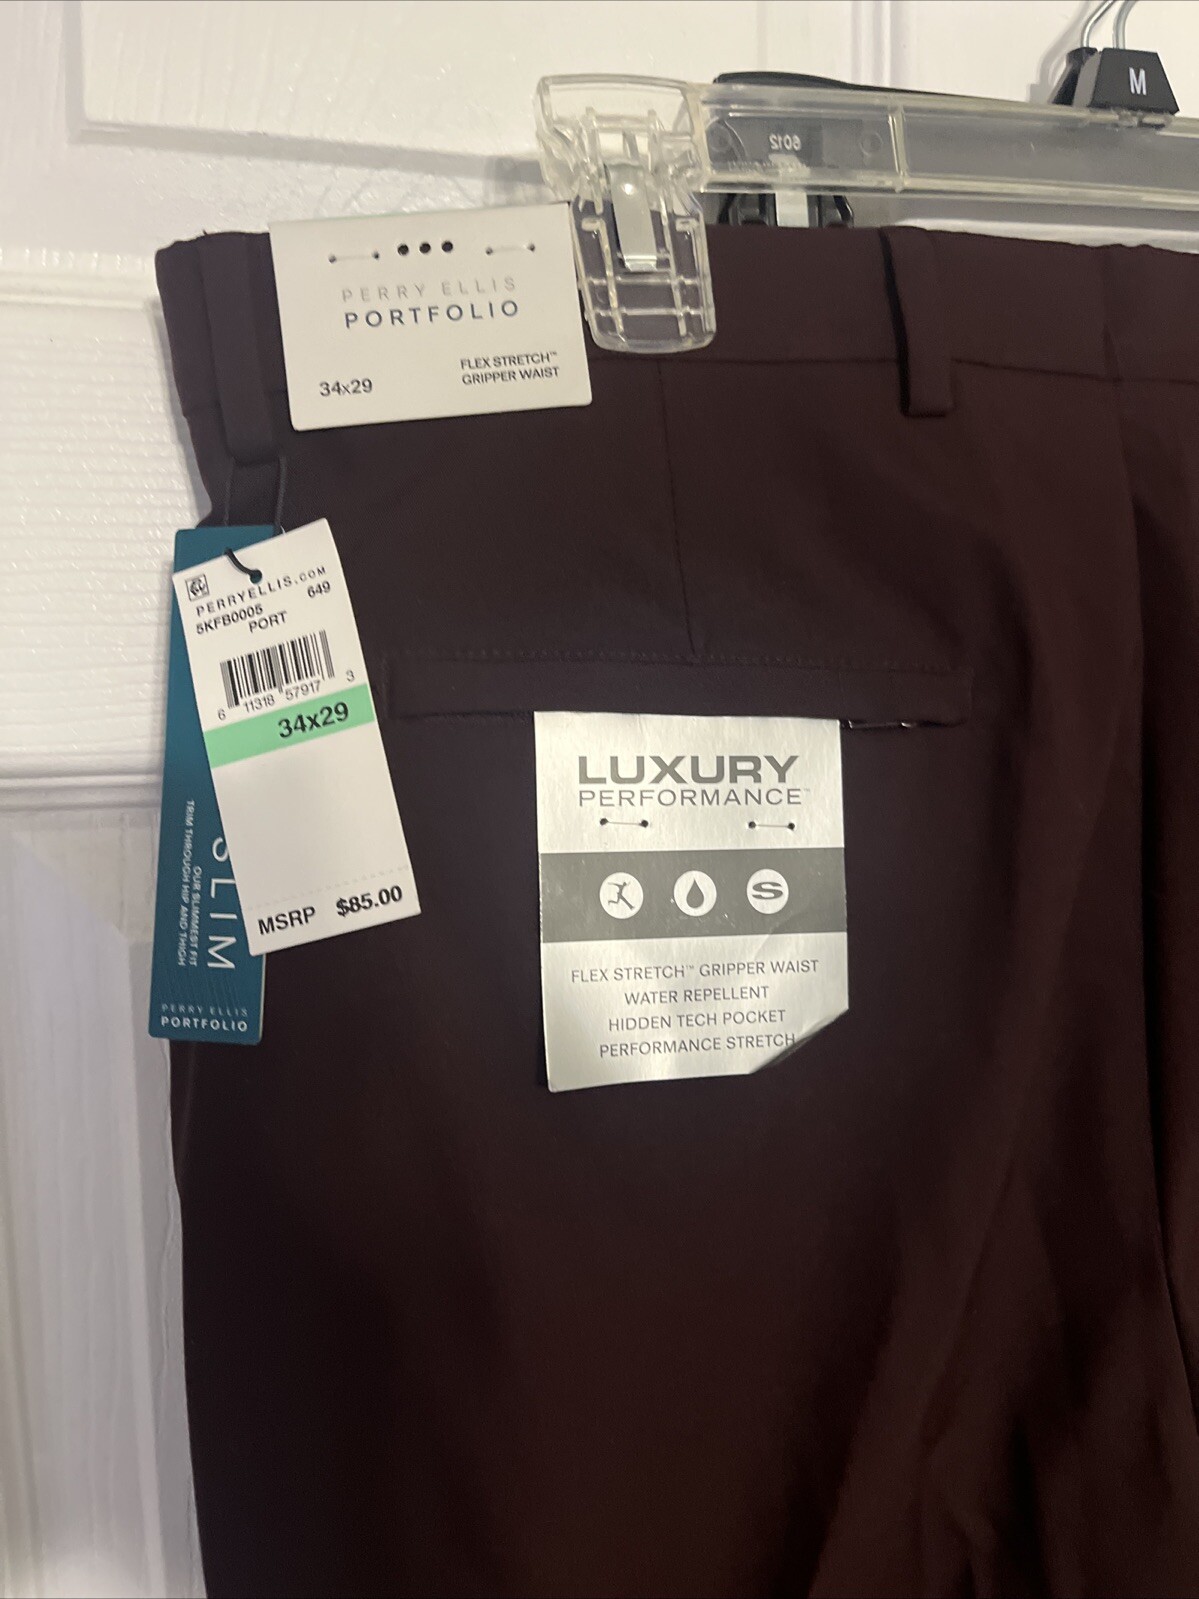 M
6012
PERRY ELLIS
PORTFOLIO
FLEX STRETCH™
GRIPPER WAIST
34x29
PERRYELLIS.COM
5KFB0005 649
PORT
6 11318 57917 3
34x29
MSRP $85.00
SLIM
OUR SLIMMEST FIT
TRIM THROUGH HIP AND THIGH
PERRY ELLIS
PORTFOLIO
LUXURY
PERFORMANCE™
S
FLEX STRETCH™ GRIPPER WAIST
WATER REPELLENT
HIDDEN TECH POCKET
PERFORMANCE STRETCH